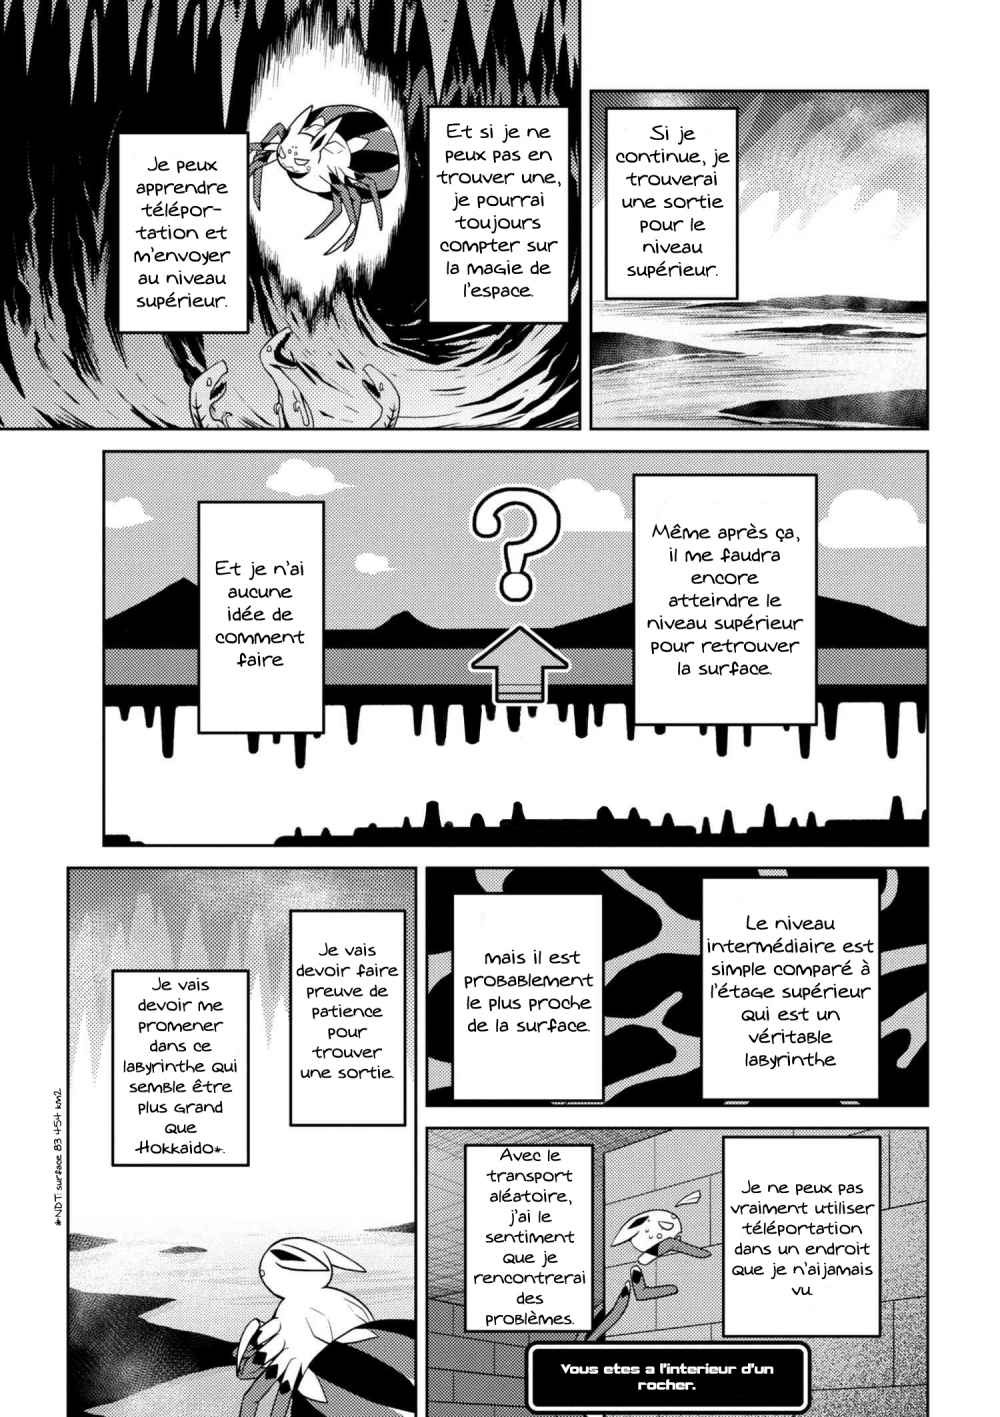 Si je
continue, je
trouverai
une sortie
pour le
niveau
supérieur.
Et si je ne
peux pas en
trouver une,
je pourrai
toujours
compter sur
la magie de
l'espace.
Je peux
apprendre
télépor-
tation et
m'envoyer
au niveau
supérieur.
Même après ça,
il me faudra
encore
atteindre le
niveau supérieur
pour retrouver
la surface.
?
Et je n'ai
aucune
idée de
comment
faire
Le niveau
intermédiaire est
simple comparé à
l'étage supérieur
qui est un
véritable
labyrinthe
mais il est
probablement
le plus proche
de la surface.
Je vais
devoir faire
preuve de
patience
pour
trouver
une sortie.
Je vais
devoir me
promener
dans ce
labyrinthe qui
semble être
plus grand
que
Hokkaido*.
*NDT: surface 83 454 km2
Je ne peux pas
vraiment utiliser
téléportation
dans un endroit
que je n'aijamais
vu.
Avec le
transport
aléatoire,
j'ai le
sentiment
que je
rencontrerai
des
problèmes.
Vous etes a l'interieur d'un
rocher.